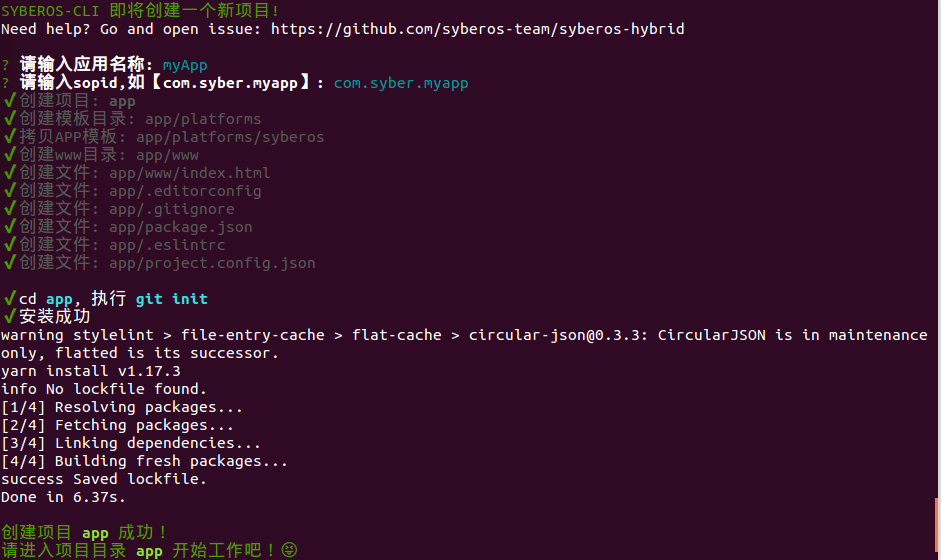 SYBEROS-CLI 即将创建一个新项目!
Need help? Go and open issue: https://github.com/syberos-team/syberos-hybrid
? 请输入应用名称: myApp
? 请输入sopid,如【com.syber.myapp】: com.syber.myapp
✔创建项目: app
✔创建模板目录: app/platforms
✔拷贝APP模板: app/platforms/syberos
✔创建www目录: app/www
✔创建文件: app/www/index.html
✔创建文件: app/.editorconfig
✔创建文件: app/.gitignore
✔创建文件: app/package.json
✔创建文件: app/.eslintrc
✔创建文件: app/project.config.json
✔cd app, 执行 git init
✔安装成功
warning stylelint > file-entry-cache > flat-cache > circular-json@0.3.3: CircularJSON is in maintenance
only, flatted is its successor.
yarn install v1.17.3
info No lockfile found.
[1/4] Resolving packages...
[2/4] Fetching packages...
[3/4] Linking dependencies...
[4/4] Building fresh packages...
success Saved lockfile.
Done in 6.37s.
创建项目 app 成功！
请进入项目目录 app 开始工作吧！😝